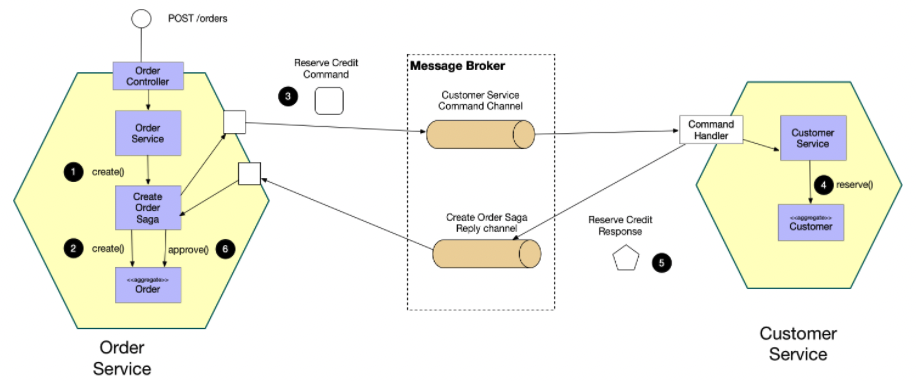 POST /orders
Order
Controller
Order
Service
1
create()
Create
Order
Saga
2
create()
approve()
6
<<aggregate>>
Order
Order
Service
Reserve Credit
Command
3
Message Broker
Customer Service
Command Channel
Create Order Saga
Reply channel
Reserve Credit
Response
5
Command
Handler
Customer
Service
4
reserve()
<<aggregate>>
Customer
Customer
Service